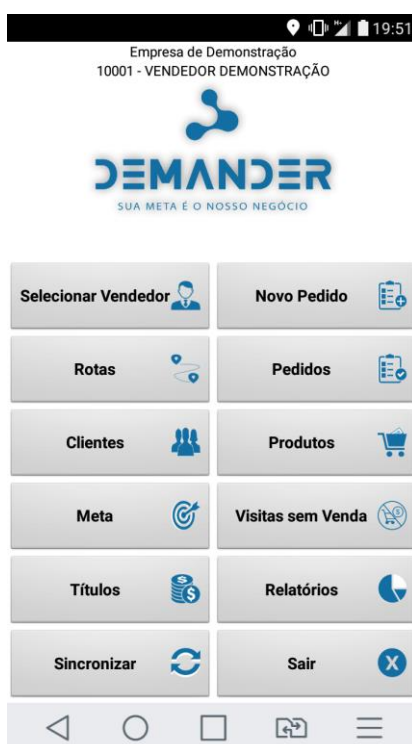 19:51
Empresa de Demonstração
10001 - VENDEDOR DEMONSTRAÇÃO
DEMANDER
SUA META É O NOSSO NEGÓCIO
Selecionar Vendedor
Novo Pedido
Rotas
Pedidos
Clientes
Produtos
Meta
Visitas sem Venda
Títulos
Relatórios
Sincronizar
Sair